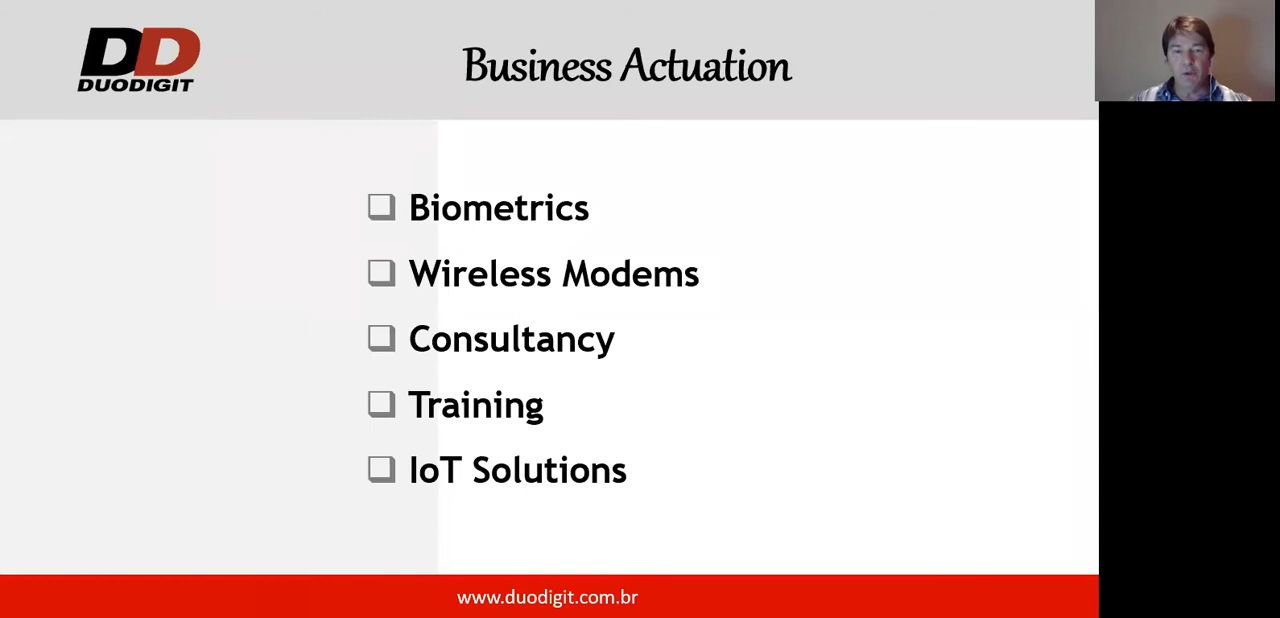 DD
DUODIGIT
Business Actuation
Biometrics
Wireless Modems
Consultancy
Training
IoT Solutions
www.duodigit.com.br